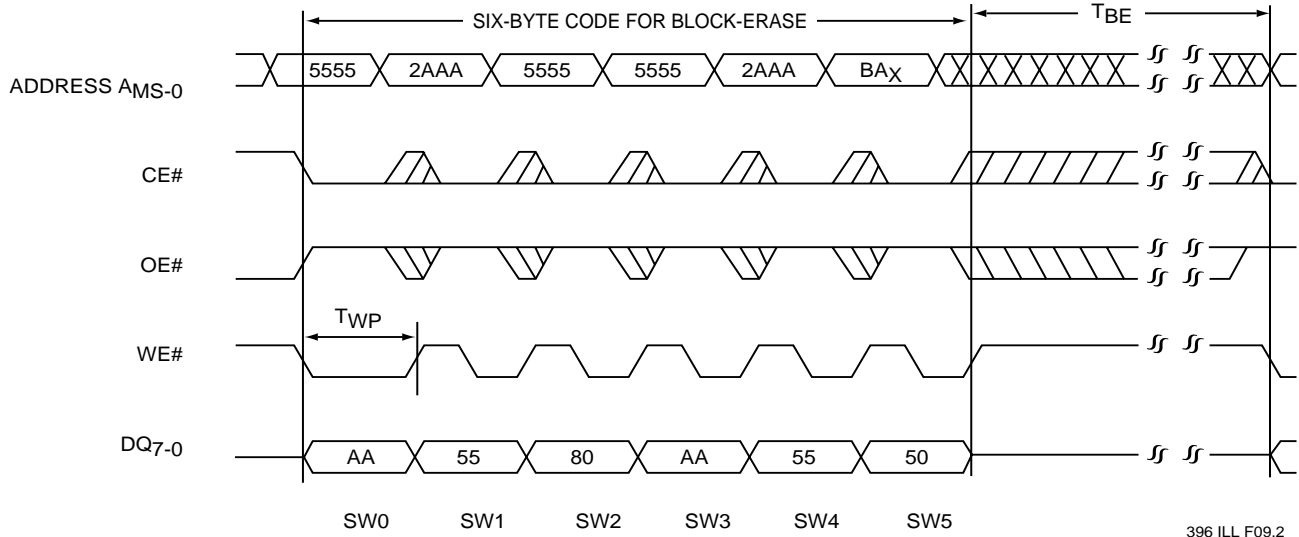 SIX-BYTE CODE FOR BLOCK-ERASE TBE
ADDRESS AMS-0 5555 2AAA 5555 5555 2AAA BAX
CE#
OE#
TWP
WE#
DQ7-0 AA 55 80 AA 55 50
SW0 SW1 SW2 SW3 SW4 SW5
396 ILL F09.2